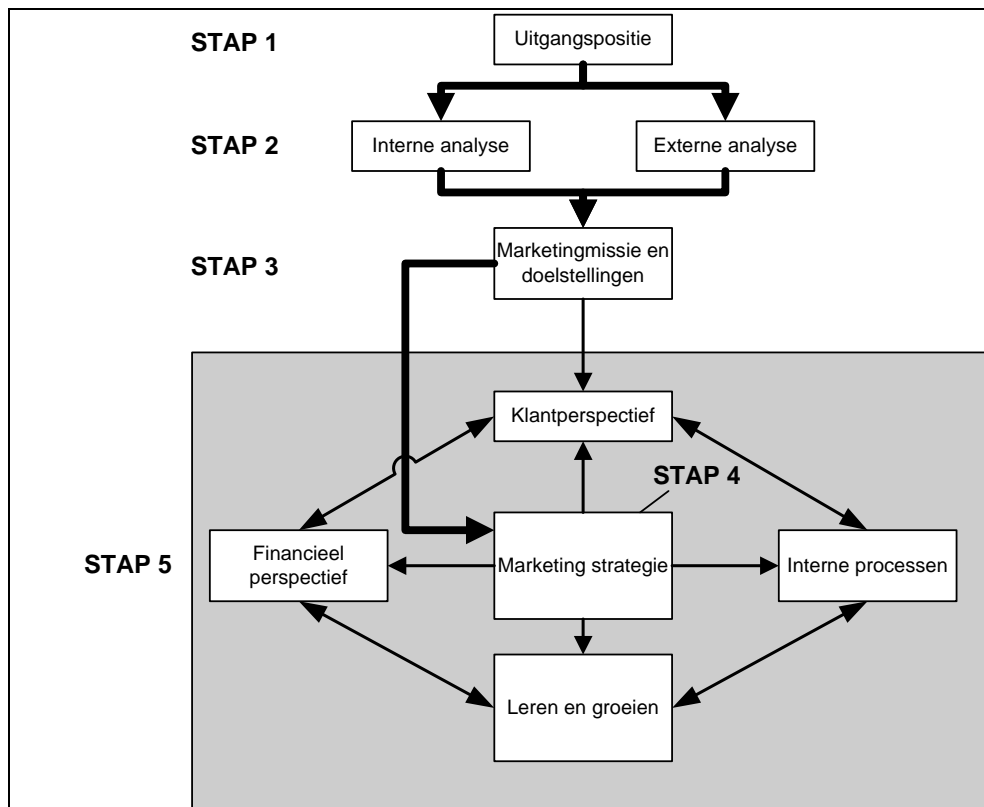 STAP 1
Uitgangspositie
STAP 2
Interne analyse
Externe analyse
STAP 3
Marketingmissie en
doelstellingen
Klantperspectief
STAP 4
STAP 5
Financieel
perspectief
Marketing strategie
Interne processen
Leren en groeien